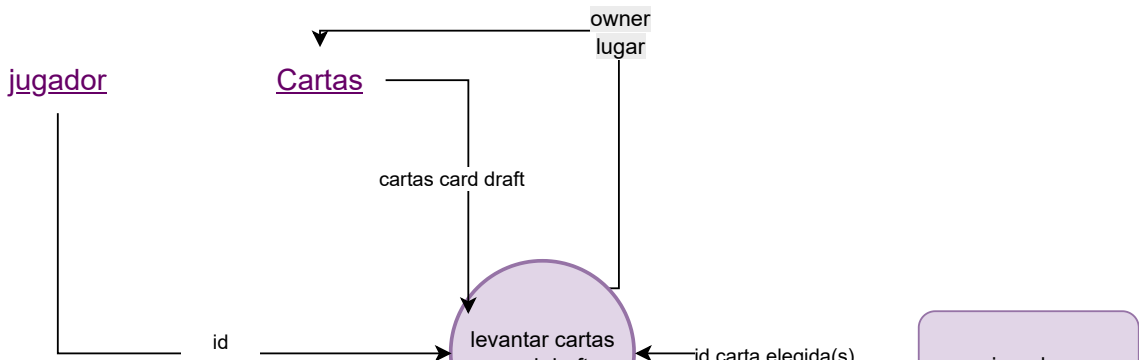 owner
lugar
jugador
Cartas
cartas card draft
levantar cartas
id
id carta elegida(s)